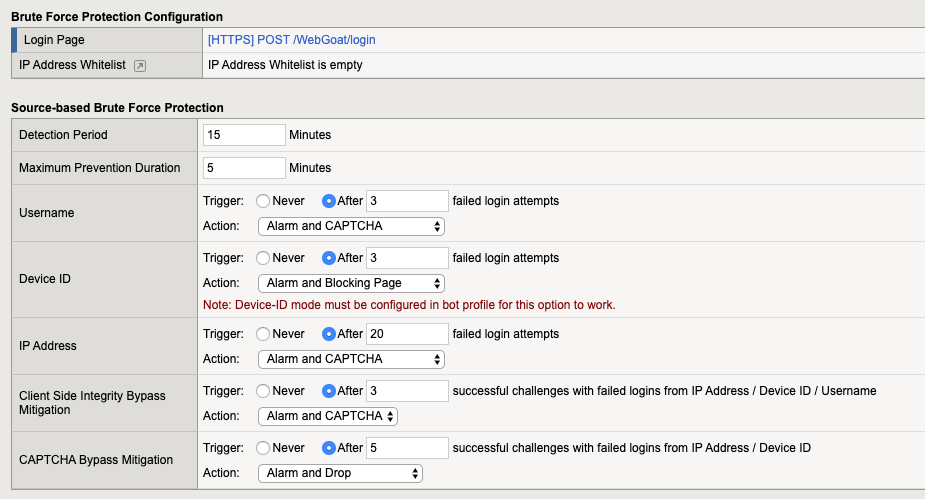 Brute Force Protection Configuration
Login Page [HTTPS] POST /WebGoat/login
IP Address Whitelist IP Address Whitelist is empty
Source-based Brute Force Protection
Detection Period 15 Minutes
Maximum Prevention Duration 5 Minutes
Username
Trigger: Never After 3 failed login attempts
Action: Alarm and CAPTCHA
Device ID
Trigger: Never After 3 failed login attempts
Action: Alarm and Blocking Page
Note: Device-ID mode must be configured in bot profile for this option to work.
IP Address
Trigger: Never After 20 failed login attempts
Action: Alarm and CAPTCHA
Client Side Integrity Bypass
Mitigation
Trigger: Never After 3 successful challenges with failed logins from IP Address / Device ID / Username
Action: Alarm and CAPTCHA
CAPTCHA Bypass Mitigation
Trigger: Never After 5 successful challenges with failed logins from IP Address / Device ID
Action: Alarm and Drop